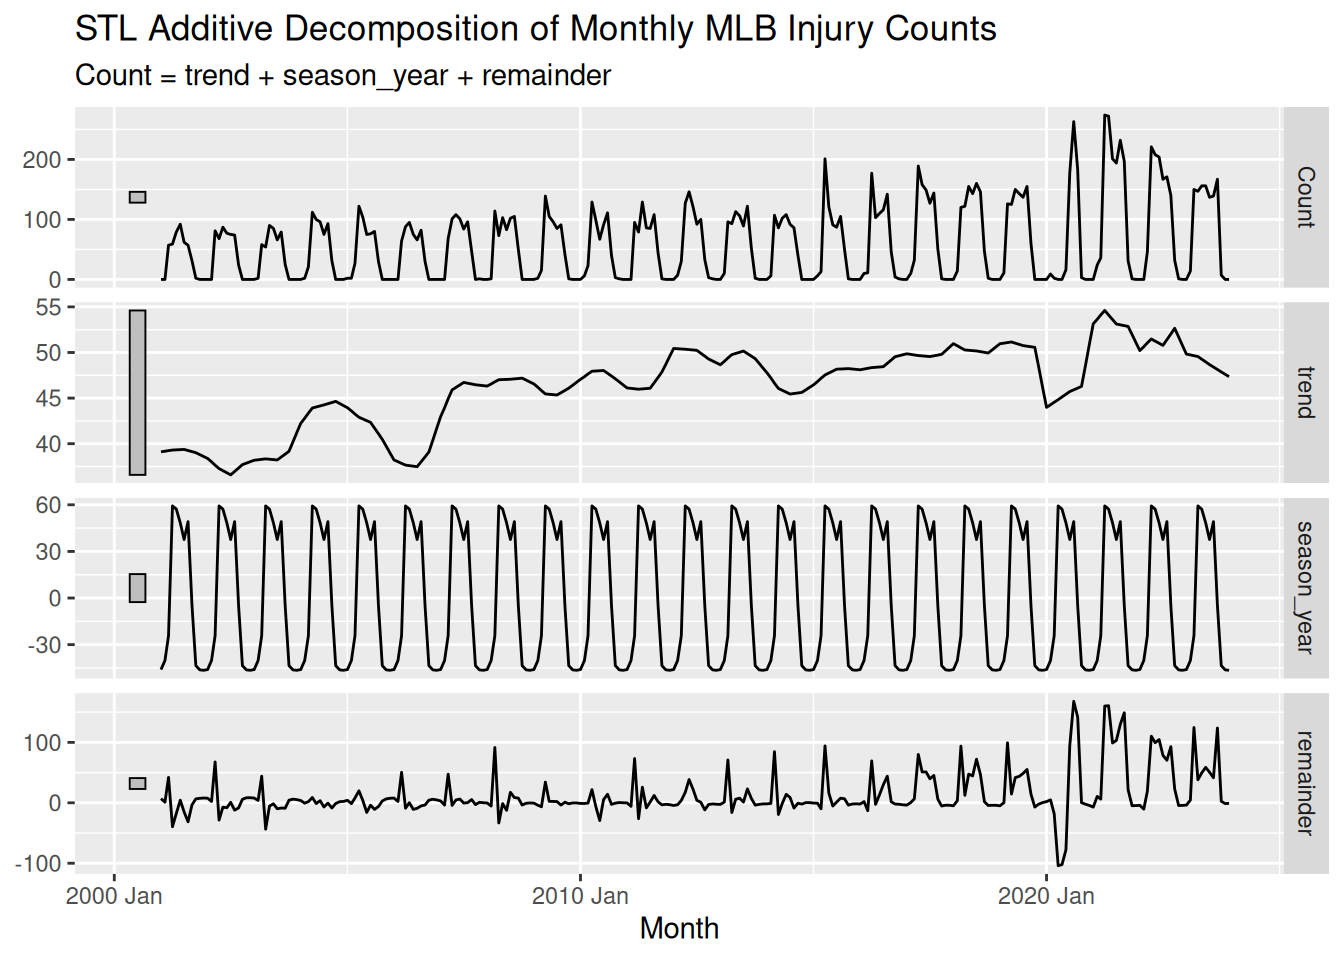 STL Additive Decomposition of Monthly MLB Injury Counts
Count = trend + season_year + remainder
200
100
0
Count
55
50
45
40
trend
60
30
0
-30
season_year
100
0
-100
remainder
2000 Jan 2010 Jan 2020 Jan
Month